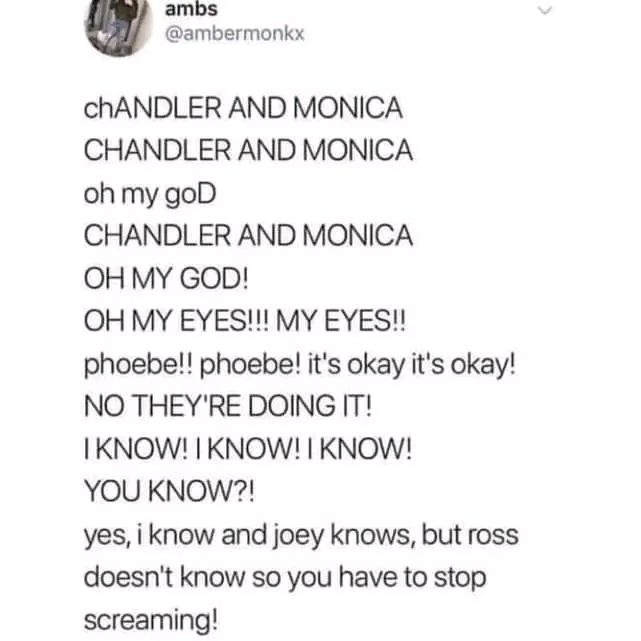 ambs
@ambermonkx
chANDLER AND MONICA
CHANDLER AND MONICA
oh my goD
CHANDLER AND MONICA
OH MY GOD!
OH MY EYES!!! MY EYES!!
phoebe!! phoebe! it's okay it's okay!
NO THEY'RE DOING IT!
I KNOW! I KNOW! I KNOW!
YOU KNOW?!
yes, i know and joey knows, but ross
doesn't know so you have to stop
screaming!